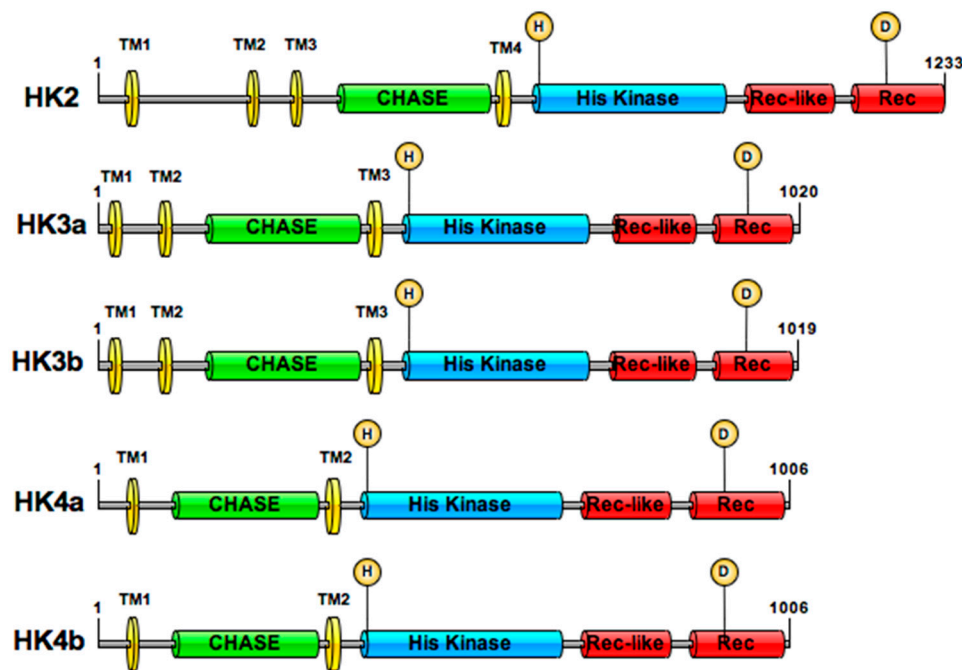 H D
TM1 TM2 TM3 TM4
1 1233
HK2 CHASE His Kinase Rec-like Rec
H D
TM1 TM2 TM3
1 1020
HK3a CHASE His Kinase Rec-like Rec
H D
1 TM1 TM2 TM3 1019
HK3b CHASE His Kinase Rec-like Rec
H D
1 TM1 TM2 1006
HK4a CHASE His Kinase Rec-like Rec
H D
1 TM1 TM2 1006
HK4b CHASE His Kinase Rec-like Rec